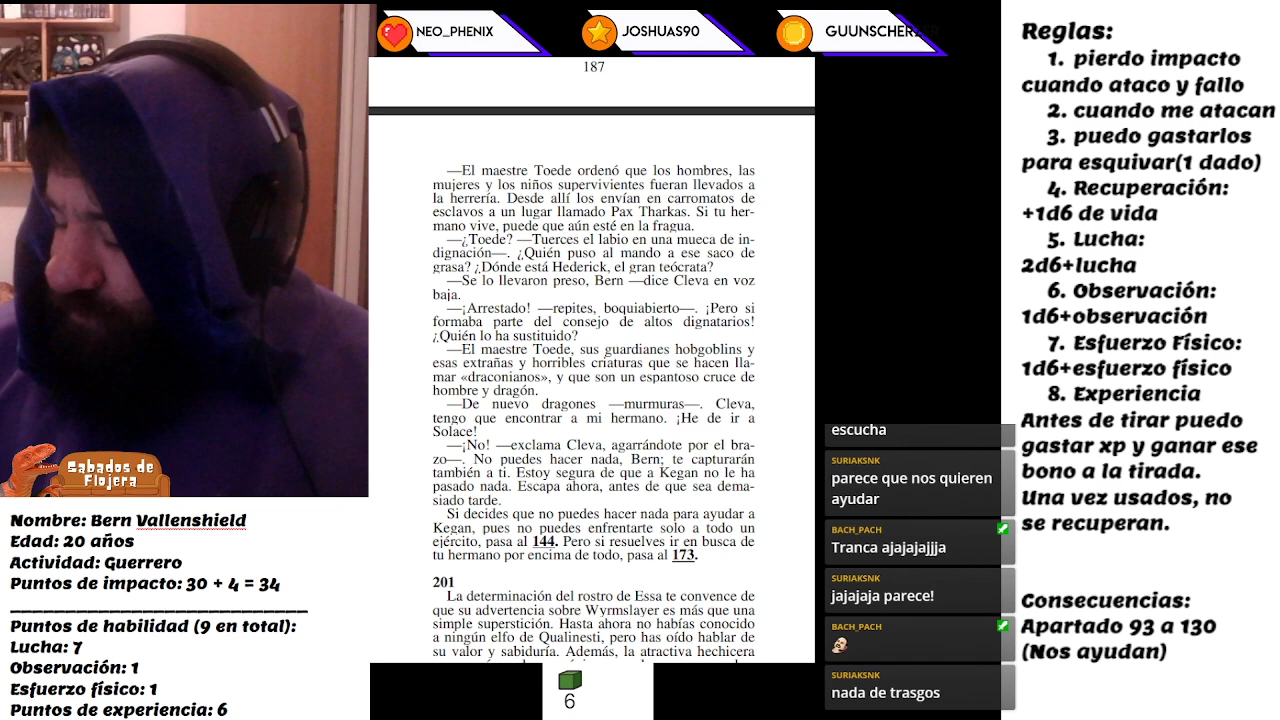 NEO_PHENIX
JOSHUAS90
GUUNSCHERZER
187
—El maestre Toede ordenó que los hombres, las
mujeres y los niños supervivientes fueran llevados a
la herrería. Desde allí los envían en carromatos de
esclavos a un lugar llamado Pax Tharkas. Si tu her-
mano vive, puede que aún esté en la fragua.
—¿Toede? —Tuerces el labio en una mueca de in-
dignación—. ¿Quién puso al mando a ese saco de
grasa? ¿Dónde está Hederick, el gran teócrata?
—Se lo llevaron preso, Bern —dice Cleva en voz
baja.
—¡Arrestado! —repites, boquiabierto—. ¡Pero si
formaba parte del consejo de altos dignatarios!
¿Quién lo ha sustituido?
—El maestre Toede, sus guardianes hobgoblins y
esas extrañas y horribles criaturas que se hacen lla-
mar «draconianos», y que son un espantoso cruce de
hombre y dragón.
—De nuevo dragones —murmuras—. Cleva,
tengo que encontrar a mi hermano. ¡He de ir a
Solace!
—¡No! —exclama Cleva, agarrándote por el bra-
zo—. No puedes hacer nada, Bern; te capturarán
también a ti. Estoy segura de que a Kegan no le ha
pasado nada. Escapa ahora, antes de que sea dema-
siado tarde.
Si decides que no puedes hacer nada para ayudar a
Kegan, pues no puedes enfrentarte solo a todo un
ejército, pasa al 144. Pero si resuelves ir en busca de
tu hermano por encima de todo, pasa al 173.
201
La determinación del rostro de Essa te convence de
que su advertencia sobre Wyrmslayer es más que una
simple superstición. Hasta ahora no habías conocido
a ningún elfo de Qualinesti, pero has oído hablar de
su valor y sabiduría. Además, la atractiva hechicera
6
Sabados de
Flojera
Nombre: Bern Vallenshield
Edad: 20 años
Actividad: Guerrero
Puntos de impacto: 30 + 4 = 34
Puntos de habilidad (9 en total):
Lucha: 7
Observación: 1
Esfuerzo físico: 1
Puntos de experiencia: 6
escucha
SURIAKSNK
parece que nos quieren
ayudar
BACH_PACH
Tranca ajajajajjja
SURIAKSNK
jajajaja parece!
BACH_PACH
SURIAKSNK
nada de trasgos
Reglas:
1. pierdo impacto
cuando ataco y fallo
2. cuando me atacan
3. puedo gastarlos
para esquivar(1 dado)
4. Recuperación:
+1d6 de vida
5. Lucha:
2d6+lucha
6. Observación:
1d6+observación
7. Esfuerzo Físico:
1d6+esfuerzo físico
8. Experiencia
Antes de tirar puedo
gastar xp y ganar ese
bono a la tirada.
Una vez usados, no
se recuperan.
Consecuencias:
Apartado 93 a 130
(Nos ayudan)